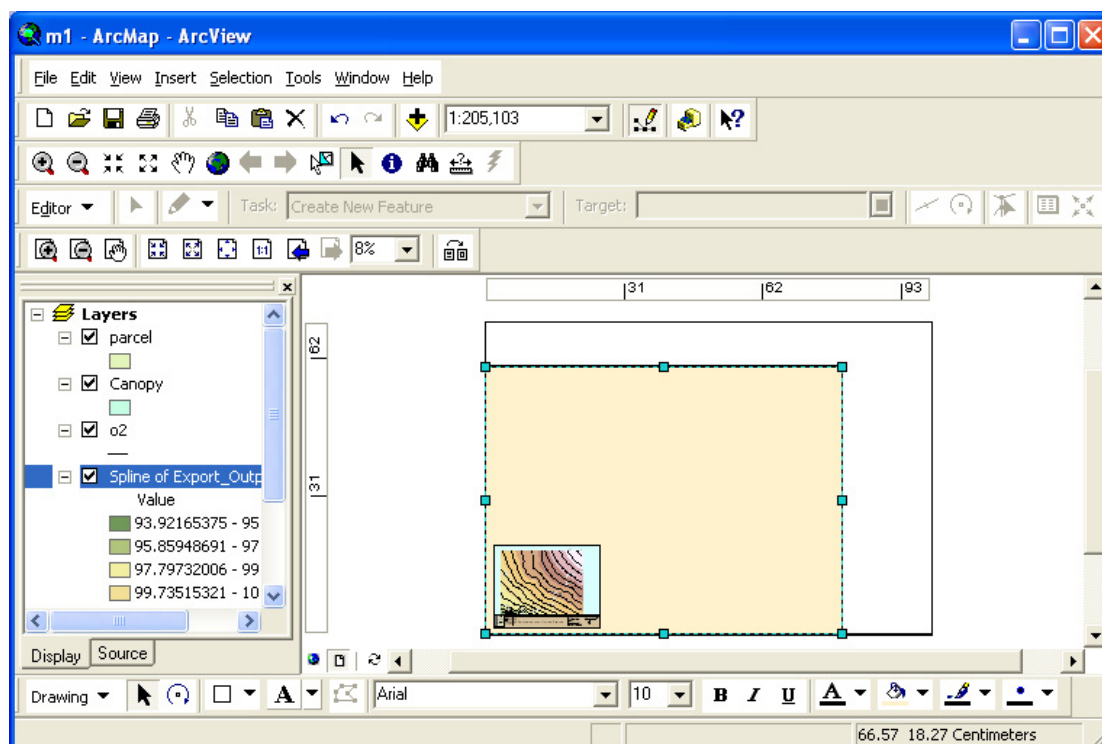 m1 - ArcMap - ArcView
File Edit View Insert Selection Tools Window Help
1:205,103
Editor Task: Create New Feature Target:
1:1 8%
31 62 93
Layers
parcel
62
Canopy
o2
Spline of Export_Outp
31
Value
93.92165375 - 95
95.85948691 - 97
97.79732006 - 99
99.73515321 - 10
Display Source
Drawing A Arial 10 B I U A
66.57 18.27 Centimeters